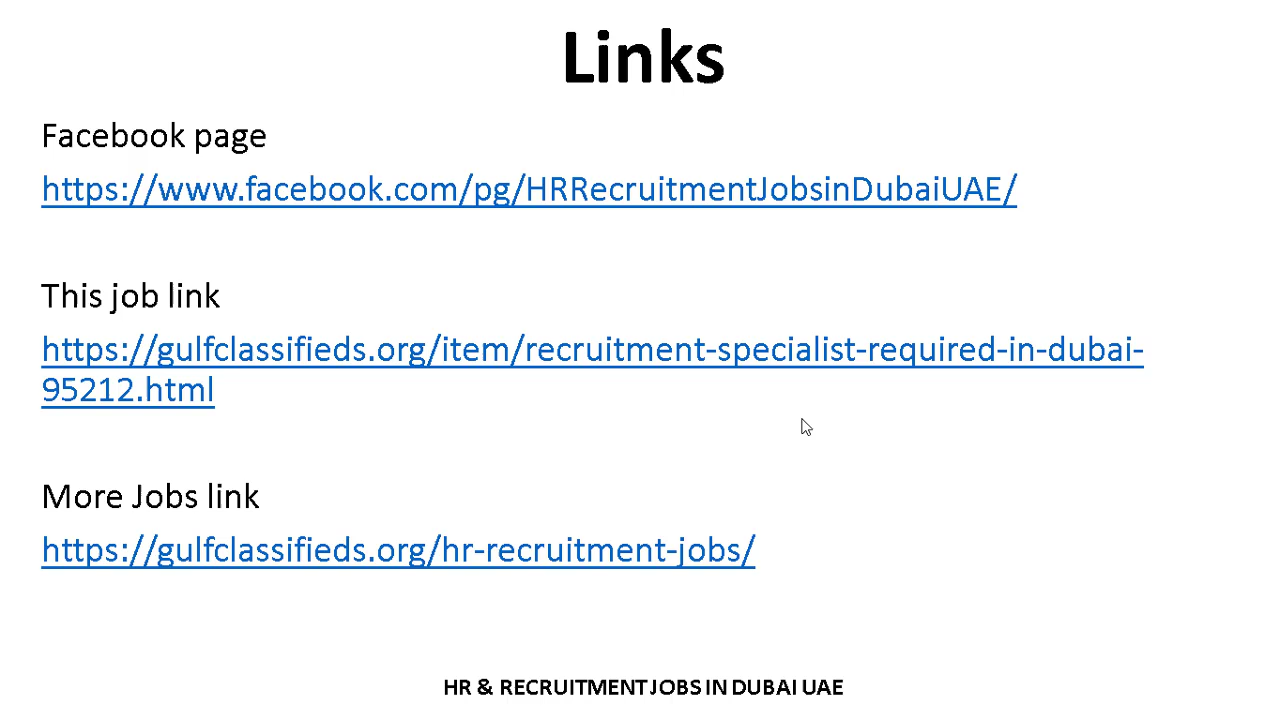 Links
Facebook page
https://www.facebook.com/pg/HRRecruitmentJobsinDubaiUAE/
This job link
https://gulfclassifieds.org/item/recruitment-specialist-required-in-dubai-
95212.html
More Jobs link
https://gulfclassifieds.org/hr-recruitment-jobs/
HR & RECRUITMENT JOBS IN DUBAI UAE